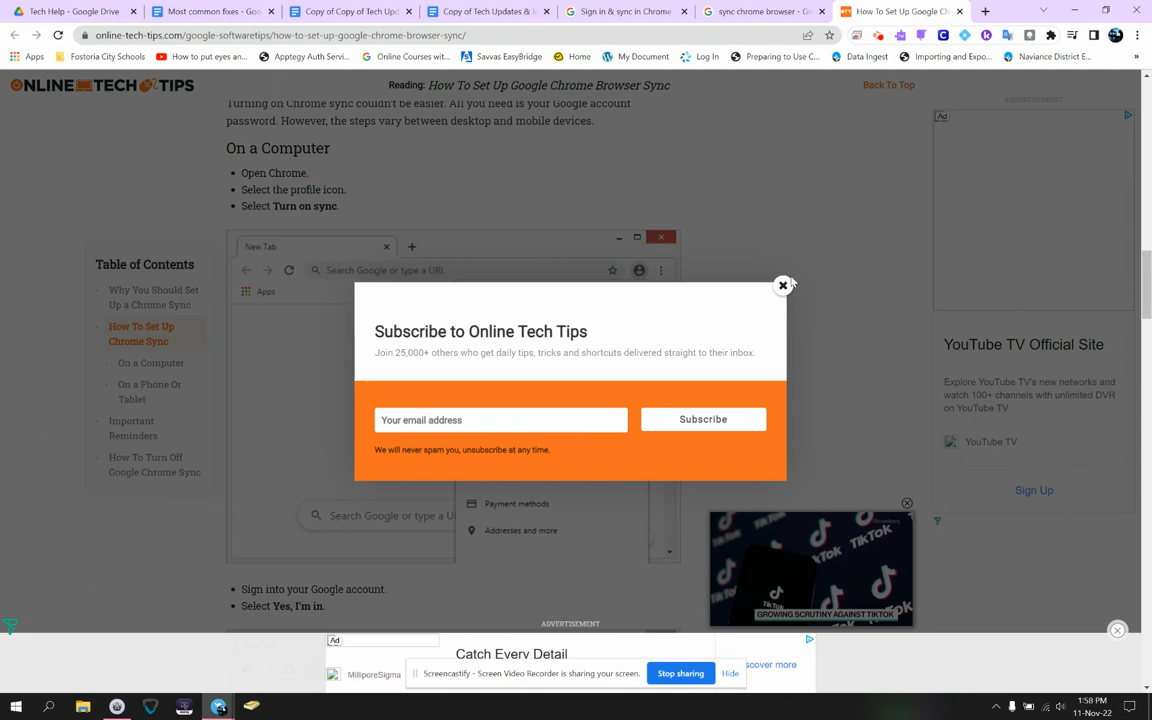 Tech Help - Google Drive
Most common fixes - Goo
Copy of Copy of Tech Upd
Copy of Tech Updates & I
Sign in & sync in Chrome
sync chrome browser - Go
How To Set Up Google Ch
online-tech-tips.com/google-softwaretips/how-to-set-up-google-chrome-browser-sync/
Apps
Fostoria City Schools
How to put eyes an...
Apptegy Auth Servi...
Online Courses wit...
Savvas EasyBridge
Home
My Document
Log In
Preparing to Use C...
Data Ingest
Importing and Expo...
Naviance District E...
ONLINE TECH TIPS
Reading: How To Set Up Google Chrome Browser Sync
Back To Top
Turning on Chrome sync couldn't be easier. All you need is your Google account
password. However, the steps vary between desktop and mobile devices.
On a Computer
Open Chrome.
Select the profile icon.
Select Turn on sync.
Table of Contents
Why You Should Set
Up a Chrome Sync
How To Set Up
Chrome Sync
On a Computer
On a Phone Or
Tablet
Important
Reminders
How To Turn Off
Google Chrome Sync
New Tab
Search Google or type a URL
Apps
Subscribe to Online Tech Tips
Join 25,000+ others who get daily tips, tricks and shortcuts delivered straight to their inbox.
Your email address
Subscribe
We will never spam you, unsubscribe at any time.
Search Google or type a U
Payment methods
Addresses and more
Sign into your Google account.
Select Yes, I'm in.
ADVERTISEMENT
Ad
YouTube TV Official Site
Explore YouTube TV's new networks and
watch 100+ channels with unlimited DVR
on YouTube TV
YouTube TV
Sign Up
TikTok
Bloomberg
GROWING SCRUTINY AGAINST TIKTOK
ADVERTISEMENT
Ad
Catch Every Detail
MilliporeSigma
scover more
Screencastify - Screen Video Recorder is sharing your screen.
Stop sharing
Hide
1:58 PM
11-Nov-22